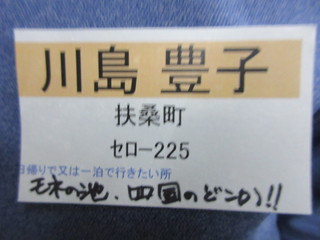 川島 豊子
扶桑町
セロー225
日帰りで又は一泊で行きたい所
モネの池、四国のどこか!!